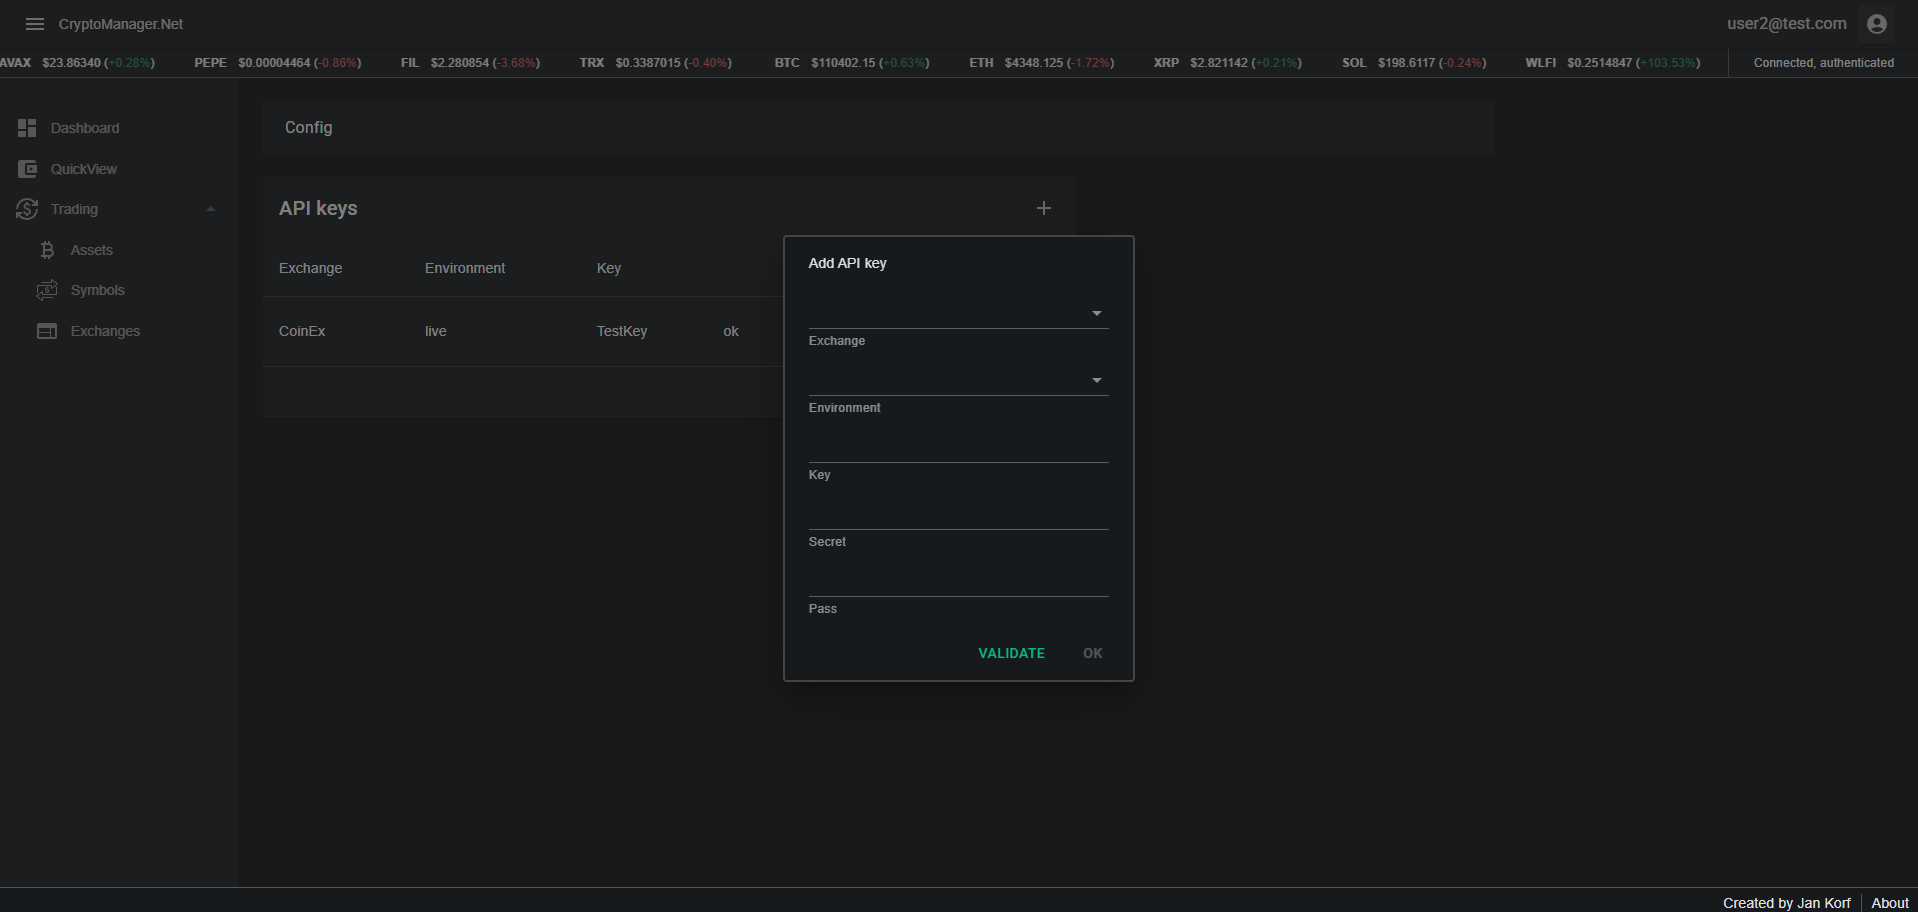 CryptoManager.Net
user2@test.com
AVAX $23.86340 (+0.28%) PEPE $0.00004464 (-0.86%) FIL $2.280854 (-3.68%) TRX $0.3387015 (-0.40%) BTC $110402.15 (+0.63%) ETH $4348.125 (-1.72%) XRP $2.821142 (+0.21%) SOL $198.6117 (-0.24%) WLFI $0.2514847 (+103.53%) Connected, authenticated
Dashboard
QuickView
Trading
Assets
Symbols
Exchanges
Config
API keys
Exchange Environment Key
CoinEx live TestKey ok
Add API key
Exchange
Environment
Key
Secret
Pass
VALIDATE OK
Created by Jan Korf About